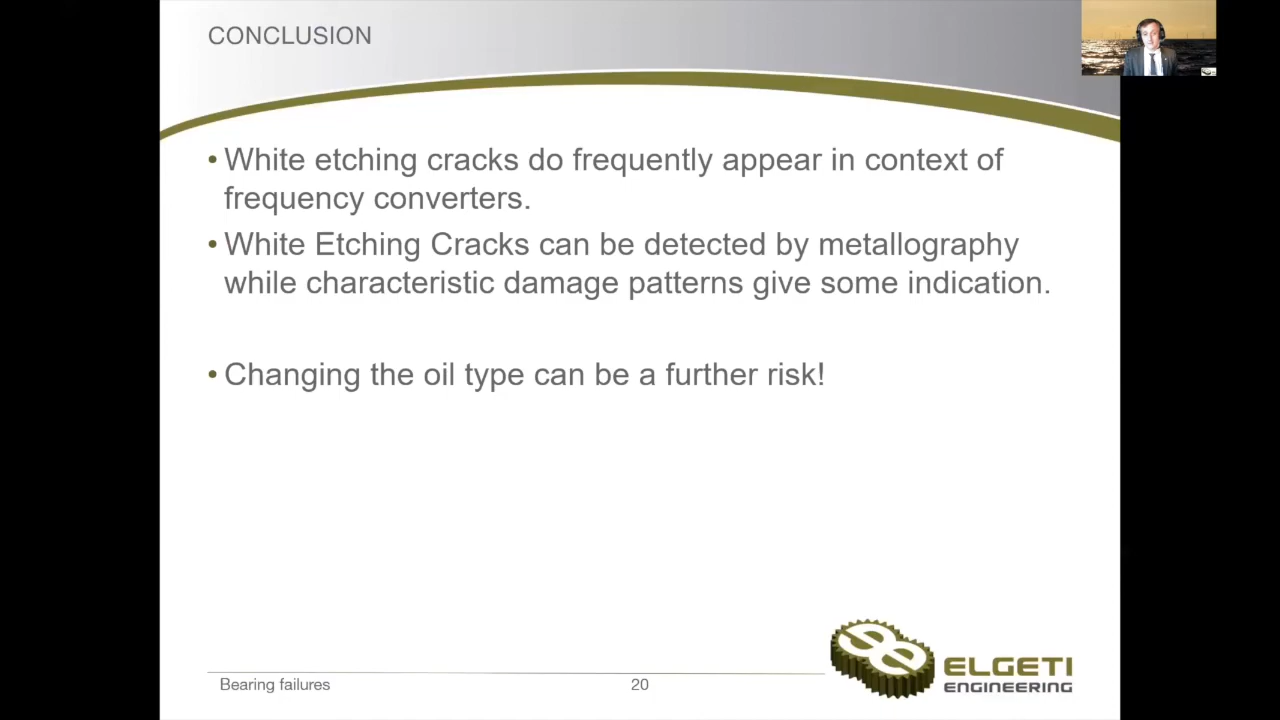 CONCLUSION
• White etching cracks do frequently appear in context of
frequency converters.
• White Etching Cracks can be detected by metallography
while characteristic damage patterns give some indication.
• Changing the oil type can be a further risk!
Bearing failures
20
ELGETI
ENGINEERING